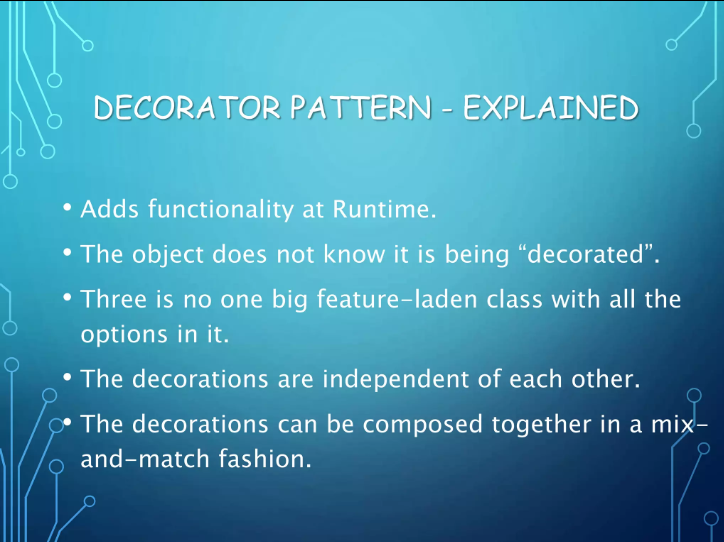 DECORATOR PATTERN - EXPLAINED
• Adds functionality at Runtime.
• The object does not know it is being “decorated”.
• Three is no one big feature-laden class with all the
options in it.
• The decorations are independent of each other.
• The decorations can be composed together in a mix-
and-match fashion.